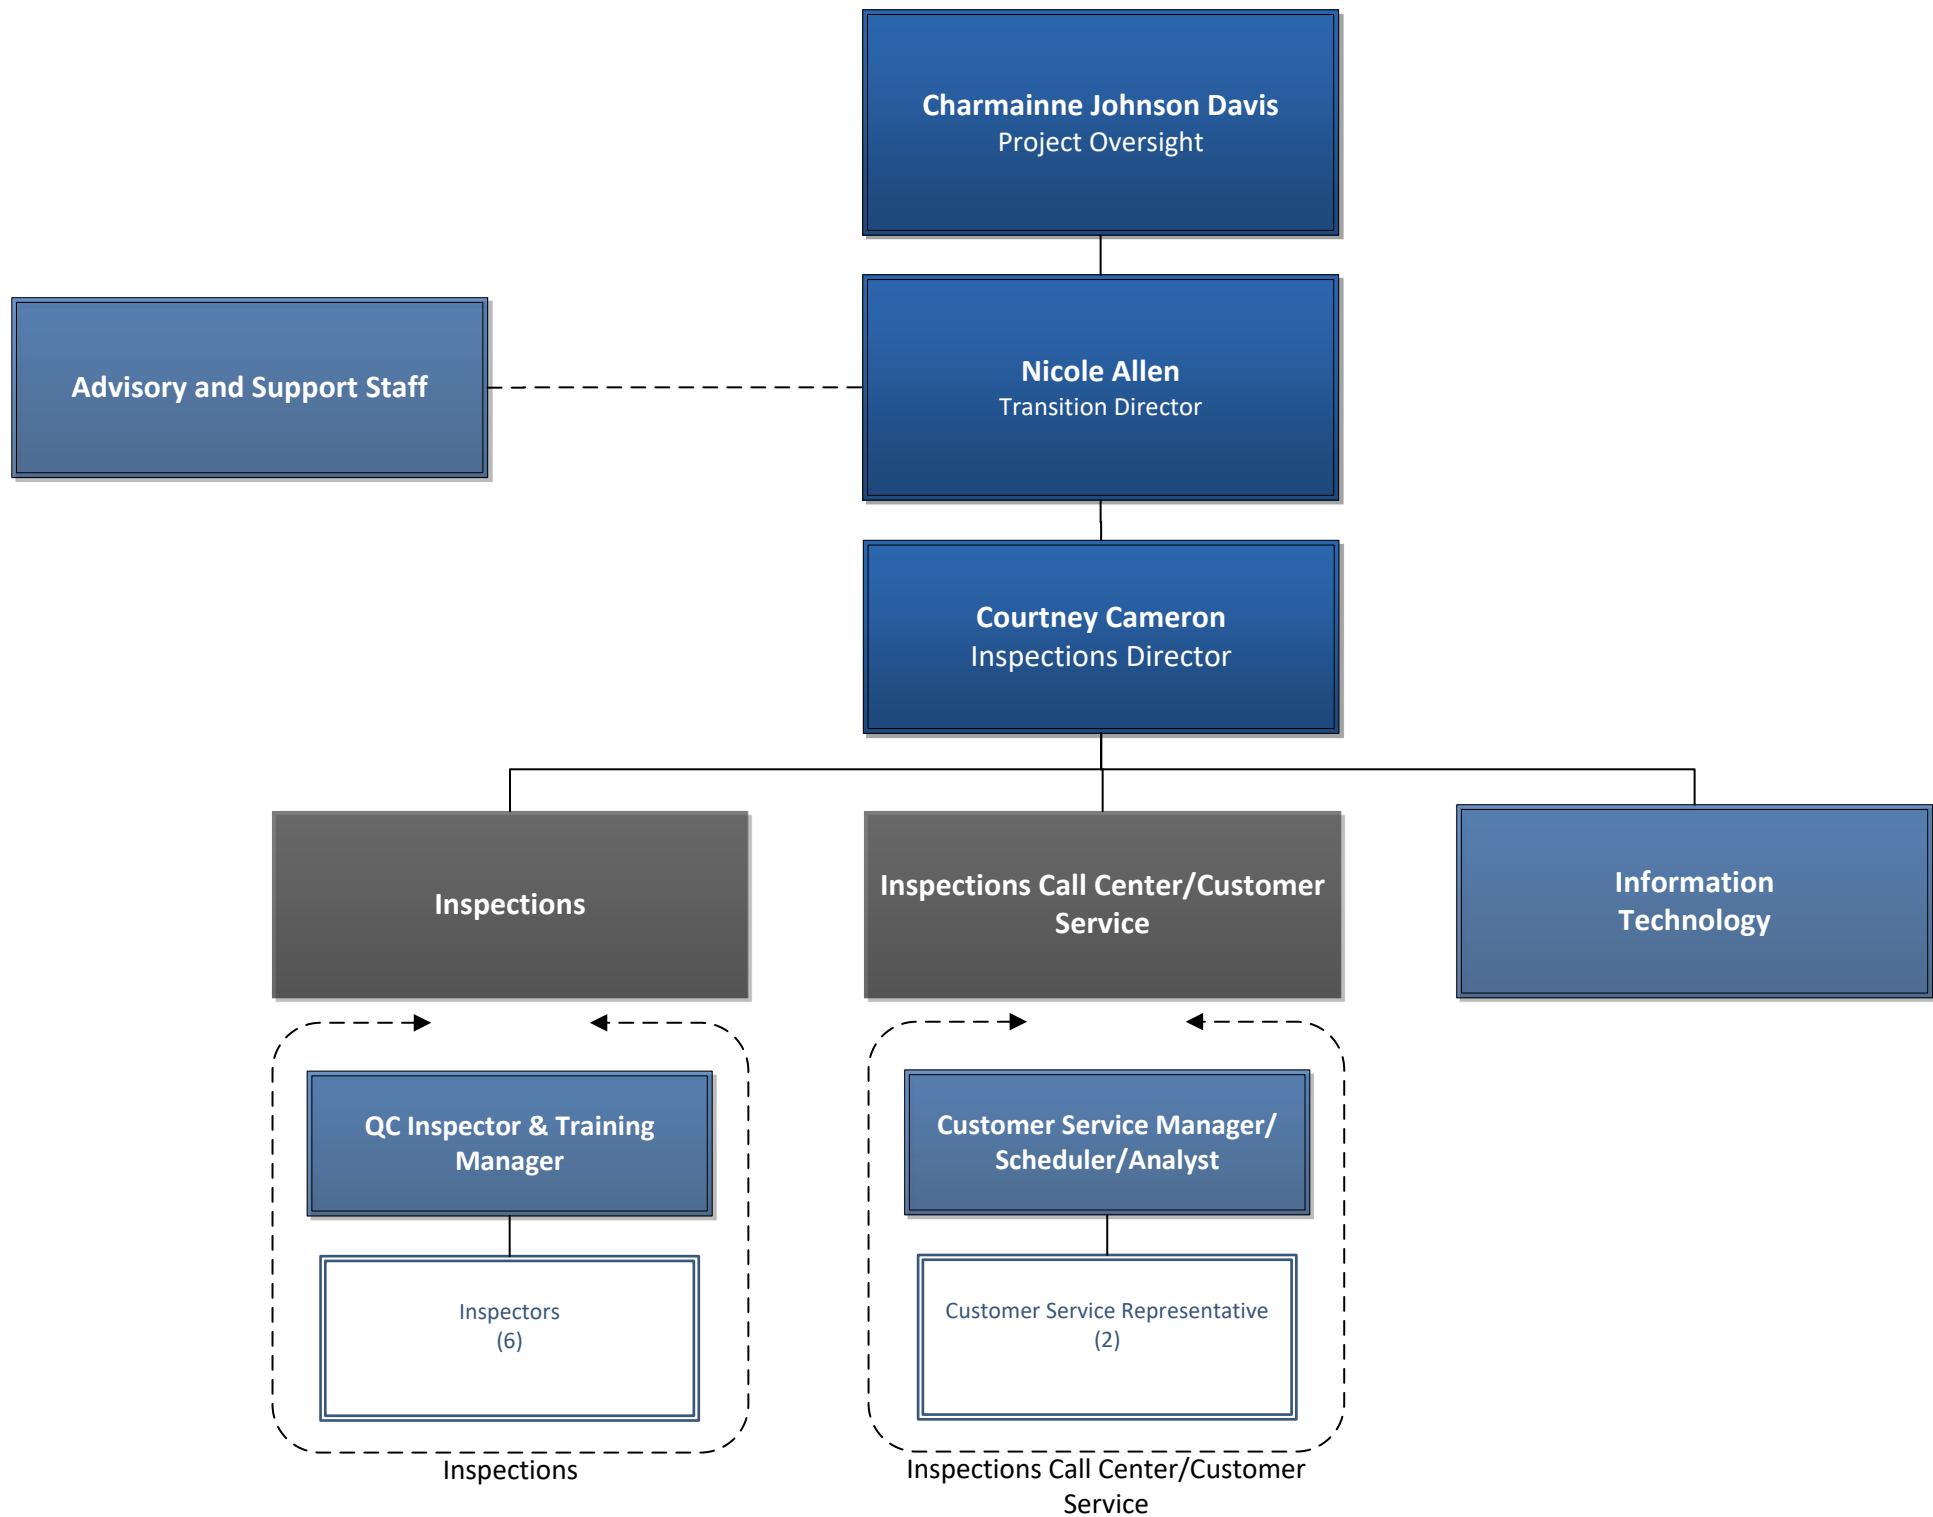 Charmainne Johnson Davis
Project Oversight
Advisory and Support Staff
Nicole Allen
Transition Director
Courtney Cameron
Inspections Director
Inspections
Inspections Call Center/Customer
Service
Information
Technology
QC Inspector & Training
Manager
Inspectors
(6)
Inspections
Customer Service Manager/
Scheduler/Analyst
Customer Service Representative
(2)
Inspections Call Center/Customer
Service